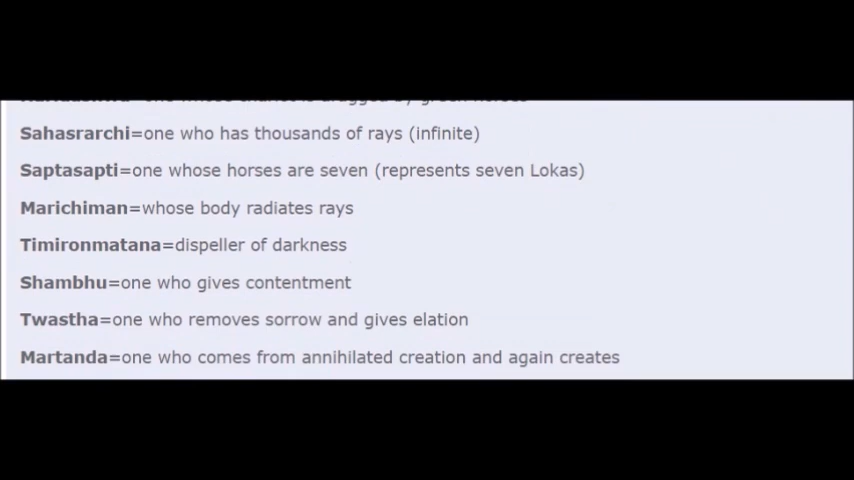 Sahasrarchi=one who has thousands of rays (infinite)
Saptasapti=one whose horses are seven (represents seven Lokas)
Marichiman=whose body radiates rays
Timironmatana=dispeller of darkness
Shambhu=one who gives contentment
Twastha=one who removes sorrow and gives elation
Martanda=one who comes from annihilated creation and again creates